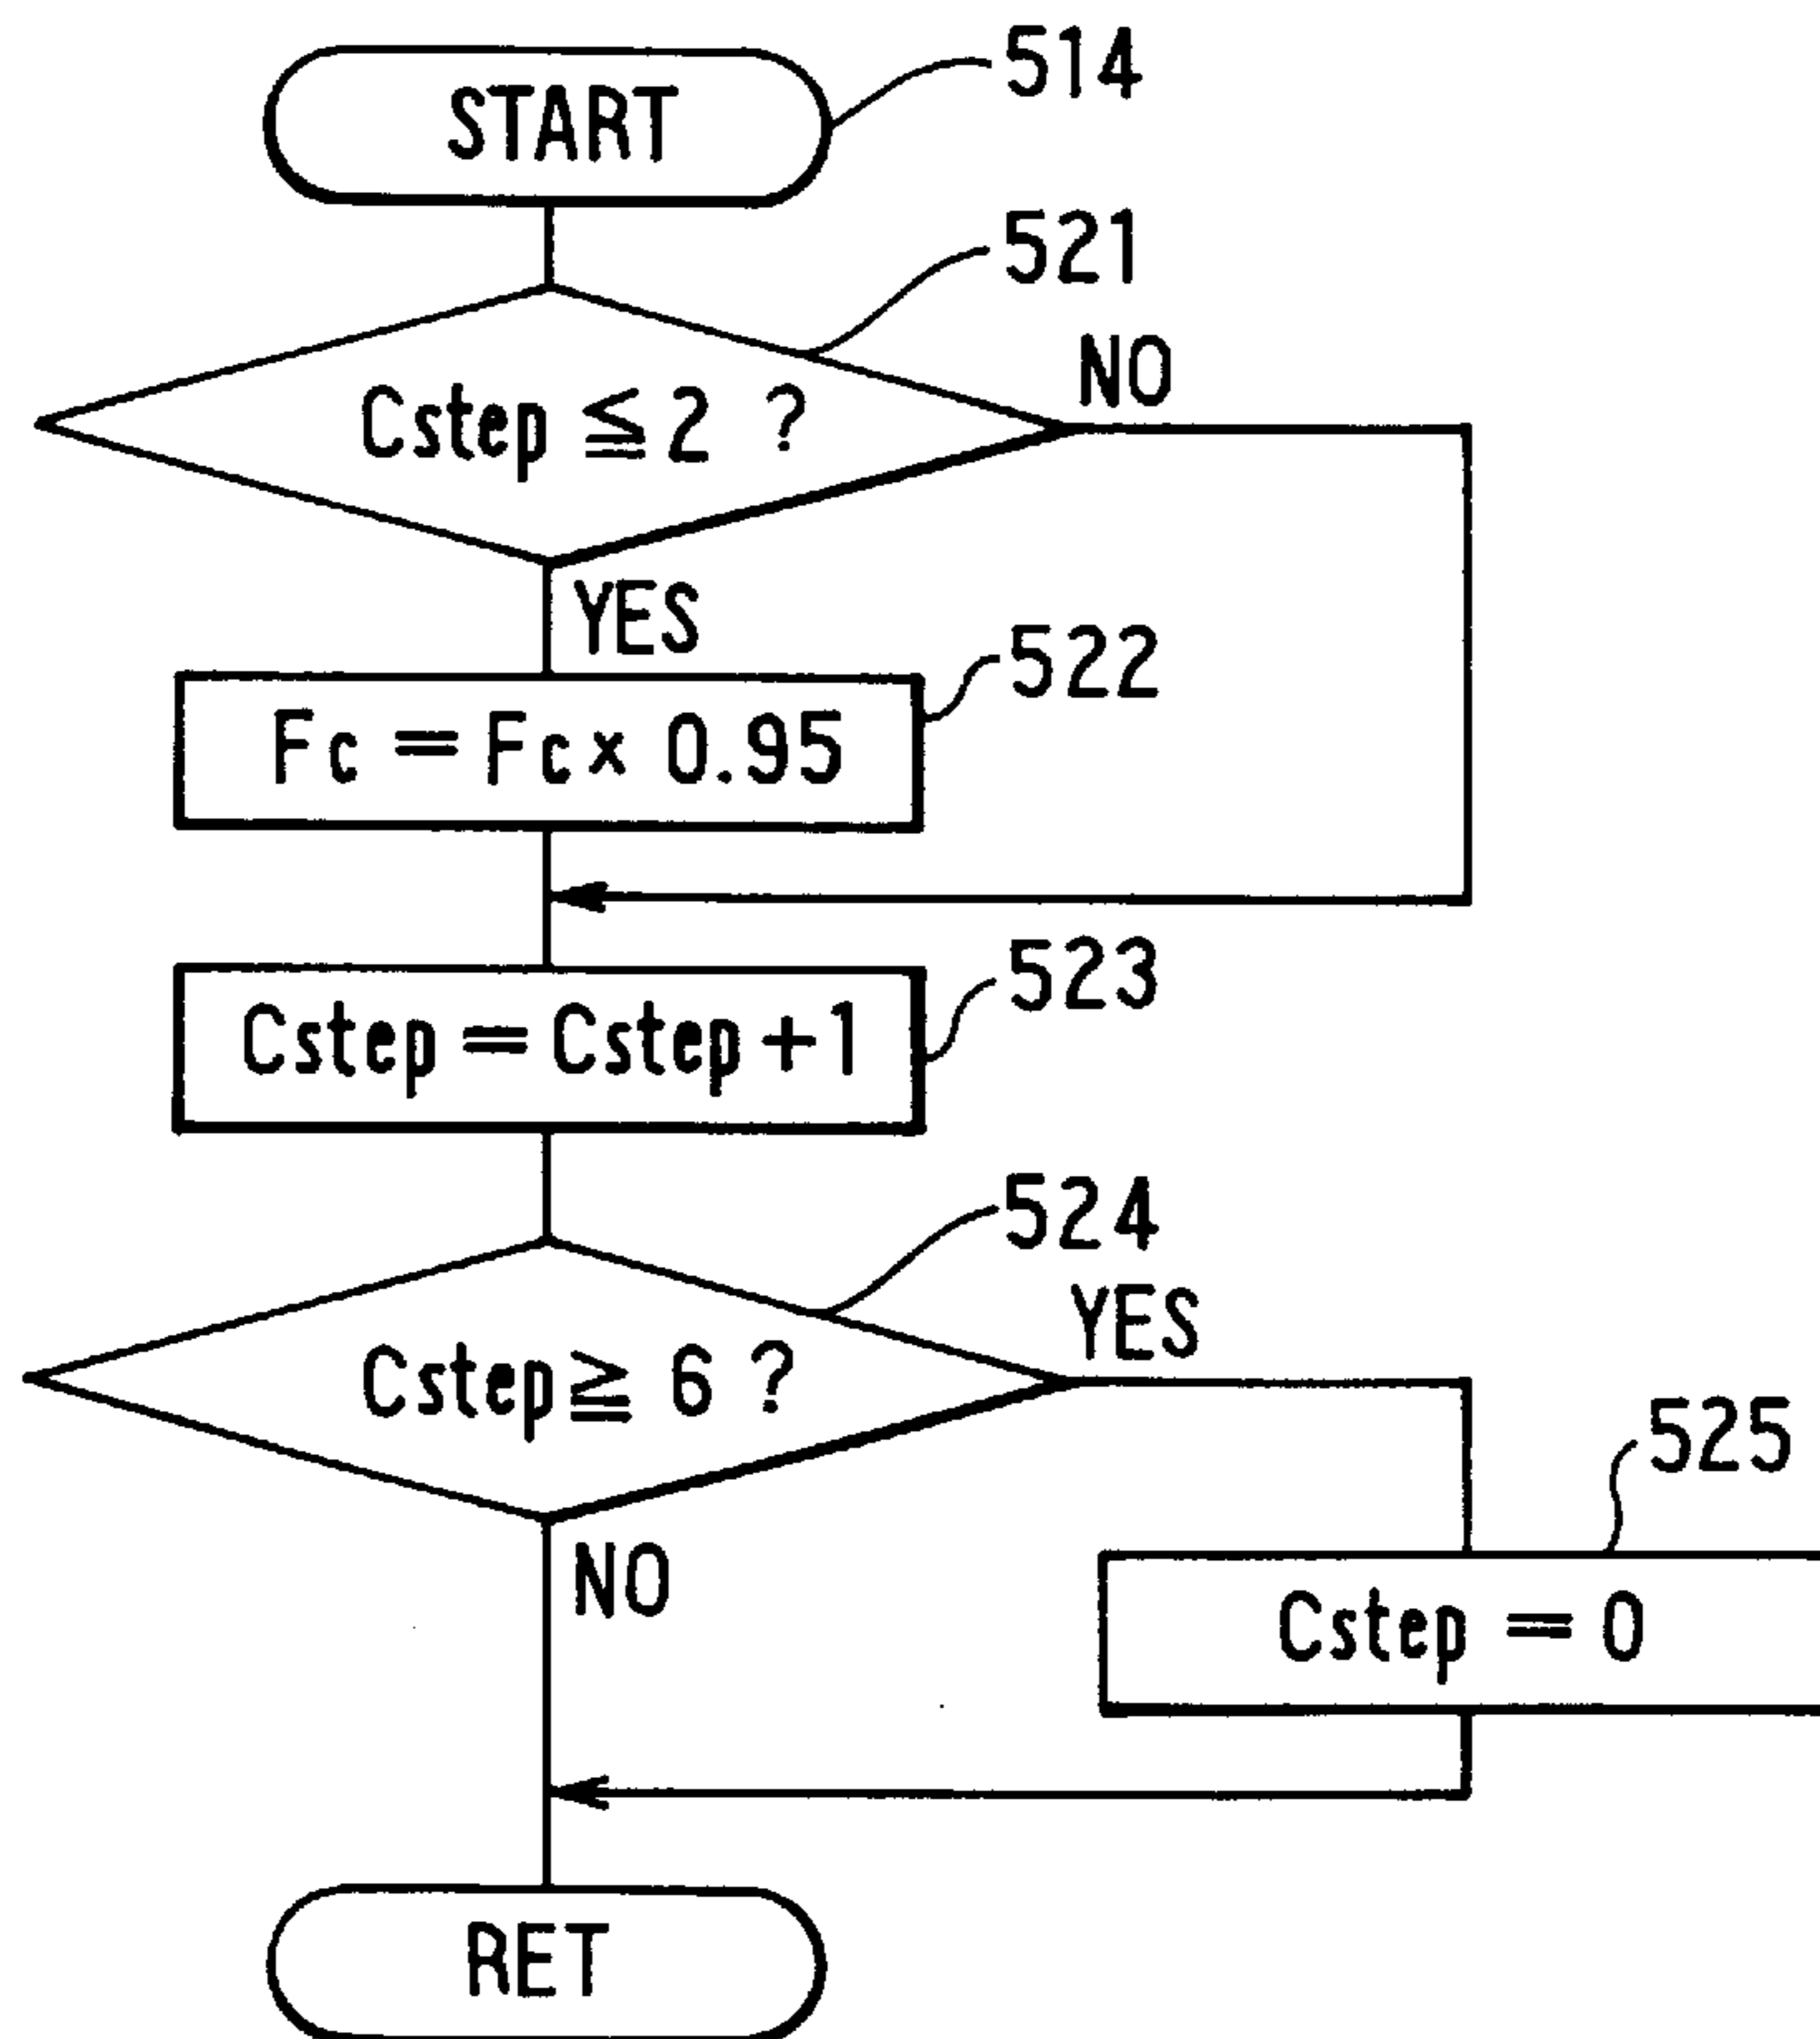 START
514
521
Cstep ≦ 2 ?
NO
YES
522
Fc = Fc x 0.95
523
Cstep = Cstep + 1
524
Cstep ≧ 6 ?
YES
525
NO
Cstep = 0
RET